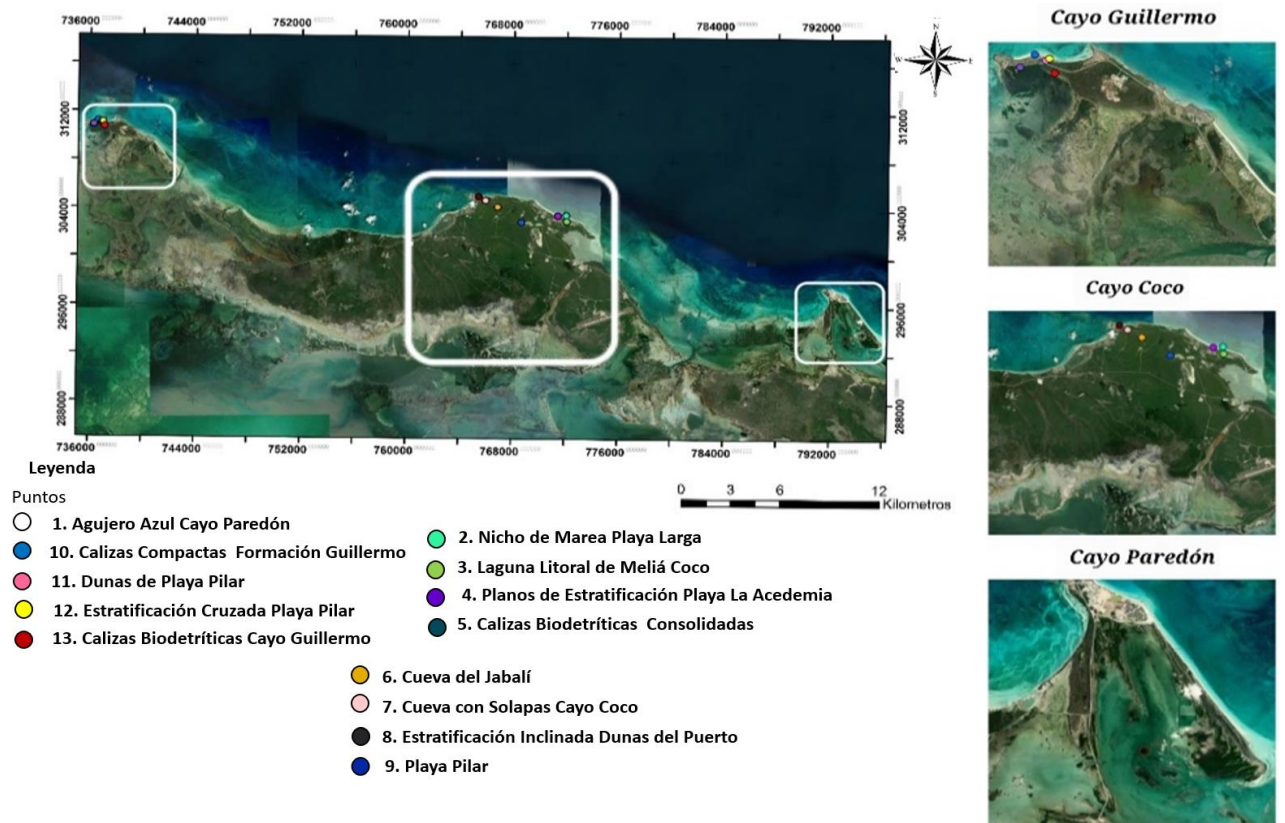 736000 744000 752000 760000 768000 776000 784000 792000
Cayo Guillermo
N
W E
S
312000 312000
304000 304000
296000 296000
288000 288000
736000 744000 752000 760000 768000 776000 784000 792000
Cayo Coco
Leyenda
Puntos
1. Agujero Azul Cayo Paredón
10. Calizas Compactas Formación Guillermo
11. Dunas de Playa Pilar
12. Estratificación Cruzada Playa Pilar
13. Calizas Biodetríticas Cayo Guillermo
0 3 6 12
Kilometros
2. Nicho de Marea Playa Larga
3. Laguna Litoral de Meliá Coco
4. Planos de Estratificación Playa La Acedemia
5. Calizas Biodetríticas Consolidadas
6. Cueva del Jabalí
7. Cueva con Solapas Cayo Coco
8. Estratificación Inclinada Dunas del Puerto
9. Playa Pilar
Cayo Paredón